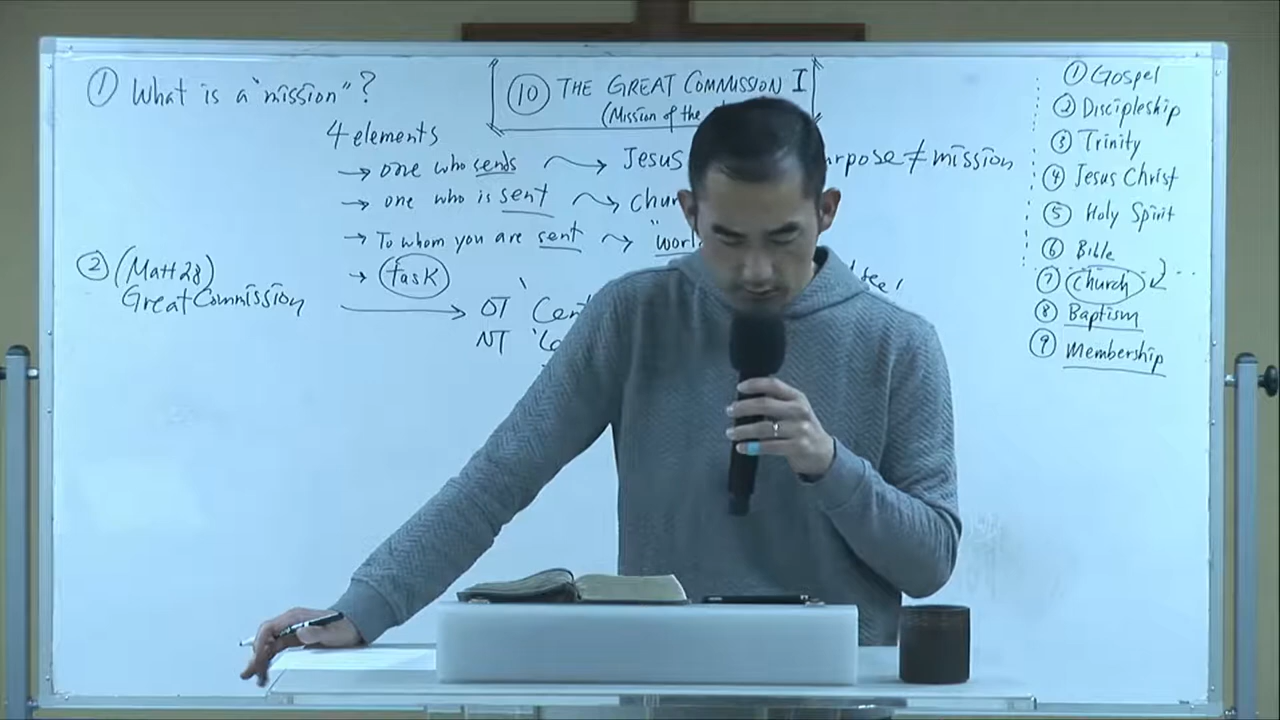 ① What is a "mission"?
⑩ THE GREAT COMMISSION I
(Mission of the
4 elements
→ one who sends → Jesus
→ one who is sent → chur
→ To whom you are sent → "worl
→ task
≠ mission
② (Matt 28)
Great Commission → OT
NT
① Gospel
② Discipleship
③ Trinity
④ Jesus Christ
⑤ Holy Spirit
⑥ Bible
⑦ Church
⑧ Baptism
⑨ Membership